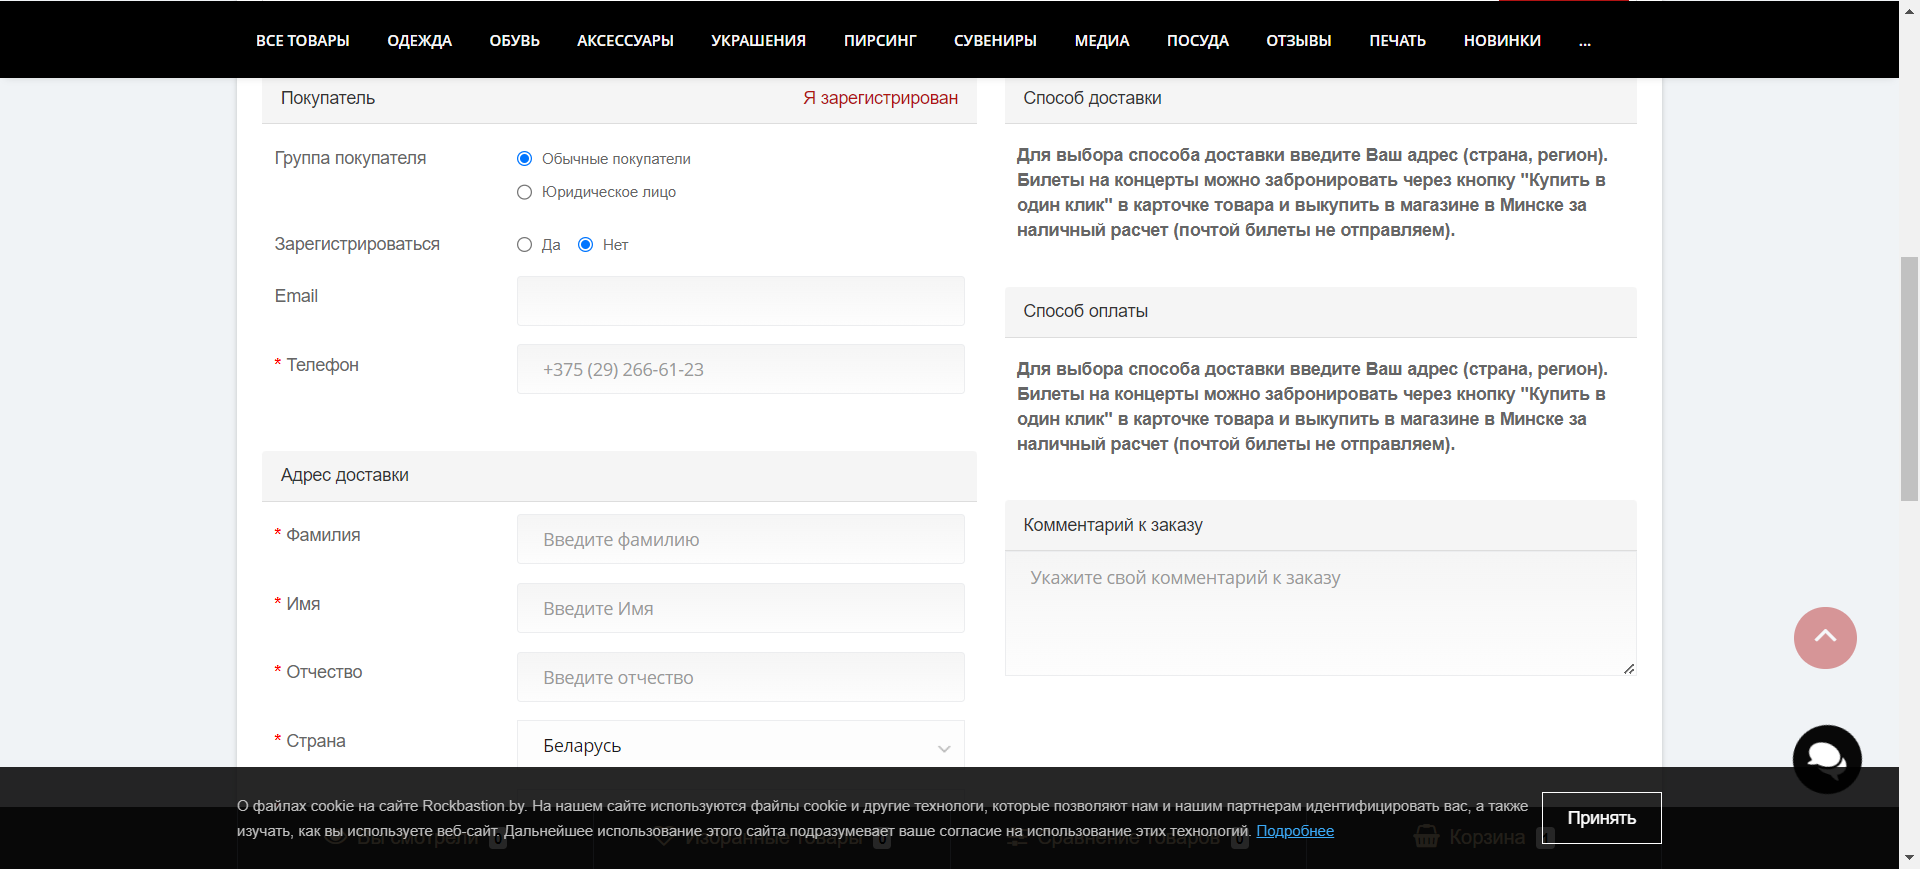 ВСЕ ТОВАРЫ ОДЕЖДА ОБУВЬ АКСЕССУАРЫ УКРАШЕНИЯ ПИРСИНГ СУВЕНИРЫ МЕДИА ПОСУДА ОТЗЫВЫ ПЕЧАТЬ НОВИНКИ ...
Покупатель Я зарегистрирован
Группа покупателя Обычные покупатели
Юридическое лицо
Зарегистрироваться Да Нет
Email
* Телефон +375 (29) 266-61-23
Адрес доставки
* Фамилия Введите фамилию
* Имя Введите Имя
* Отчество Введите отчество
* Страна Беларусь
Способ доставки
Для выбора способа доставки введите Ваш адрес (страна, регион).
Билеты на концерты можно забронировать через кнопку "Купить в
один клик" в карточке товара и выкупить в магазине в Минске за
наличный расчет (почтой билеты не отправляем).
Способ оплаты
Для выбора способа доставки введите Ваш адрес (страна, регион).
Билеты на концерты можно забронировать через кнопку "Купить в
один клик" в карточке товара и выкупить в магазине в Минске за
наличный расчет (почтой билеты не отправляем).
Комментарий к заказу
Укажите свой комментарий к заказу
О файлах cookie на сайте Rockbastion.by. На нашем сайте используются файлы cookie и другие технологи, которые позволяют нам и нашим партнерам идентифицировать вас, а также
изучать, как вы используете веб-сайт. Дальнейшее использование этого сайта подразумевает ваше согласие на использование этих технологий. Подробнее
Принять
Вы смотрели 0 Избранные товары 0 Сравнение товаров 0 Корзина 1